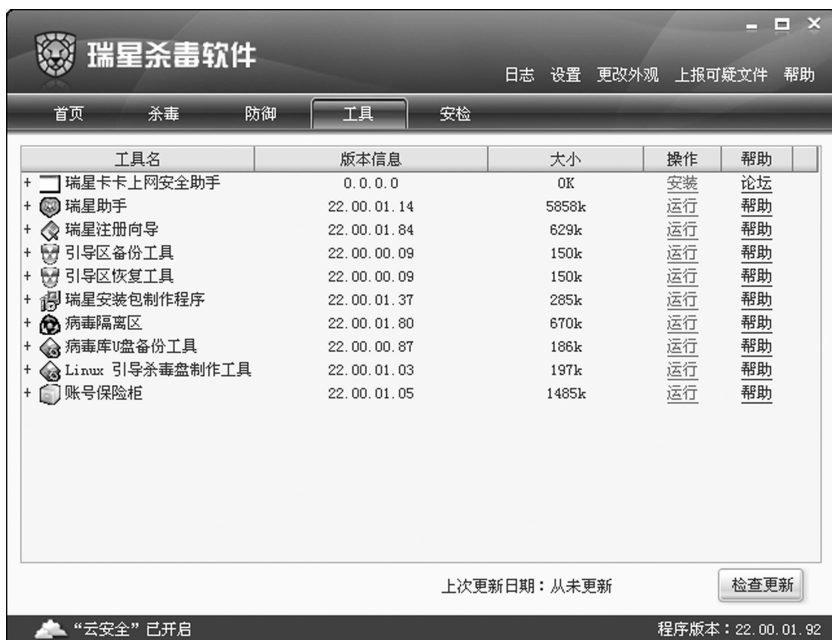 瑞星杀毒软件
日志 设置 更改外观 上报可疑文件 帮助
首页 杀毒 防御 工具 安检
工具名 版本信息 大小 操作 帮助
+ 瑞星卡卡上网安全助手 0.0.0.0 0K 安装 论坛
+ 瑞星助手 22.00.01.14 5858k 运行 帮助
+ 瑞星注册向导 22.00.01.84 629k 运行 帮助
+ 引导区备份工具 22.00.00.09 150k 运行 帮助
+ 引导区恢复工具 22.00.00.09 150k 运行 帮助
+ 瑞星安装包制作程序 22.00.01.37 285k 运行 帮助
+ 病毒隔离区 22.00.01.80 670k 运行 帮助
+ 病毒库U盘备份工具 22.00.00.87 186k 运行 帮助
+ Linux 引导杀毒盘制作工具 22.00.01.03 197k 运行 帮助
+ 账号保险柜 22.00.01.05 1485k 运行 帮助
上次更新日期：从未更新 检查更新
“云安全”已开启 程序版本：22.00.01.92